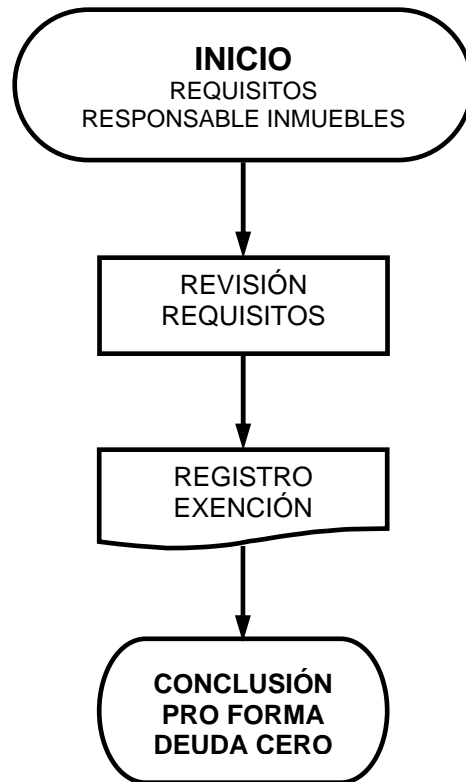 INICIO
REQUISITOS
RESPONSABLE INMUEBLES
REVISIÓN
REQUISITOS
REGISTRO
EXENCIÓN
CONCLUSIÓN
PRO FORMA
DEUDA CERO